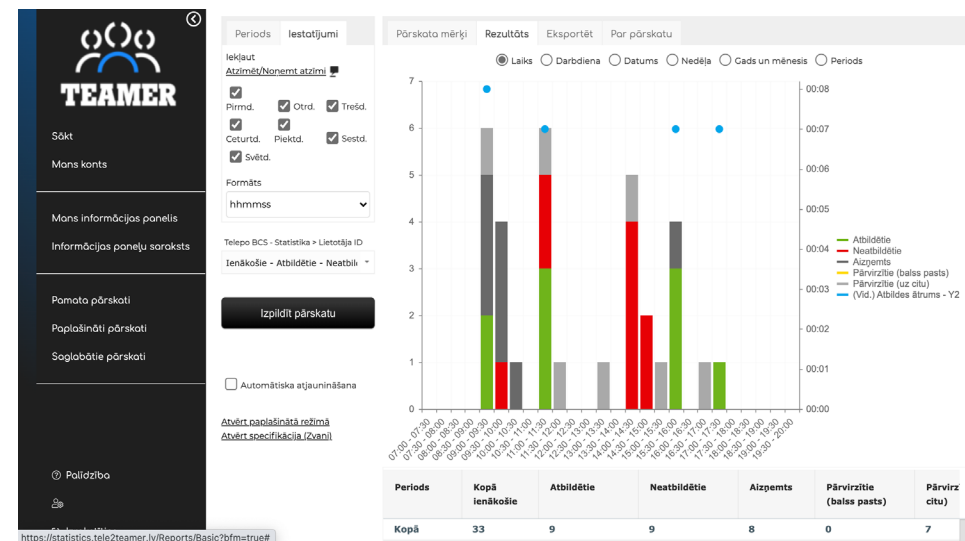 TEAMER
Sākt
Mans konts
Mans informācijas panelis
Informācijas paneļu saraksts
Pamata pārskati
Paplašināti pārskati
Saglabātie pārskati
Palīdzība
https://statistics.tele2teamer.lv/Reports/Basic?bfm=true#
Periods Iestatījumi
Iekļaut
Atzīmēt/Noņemt atzīmi
Pirmd. Otrd. Trešd.
Ceturtd. Piektd. Sestd.
Svētd.
Formāts
hhmmss
Telepo BCS - Statistika > Lietotāja ID
Ienākošie - Atbildētie - Neatbil
Izpildīt pārskatu
Automātiska atjaunināšana
Atvērt paplašinātā režīmā
Atvērt specifikācija (Zvani)
Pārskata mērķi Rezultāts Eksportēt Par pārskatu
Laiks Darbdiena Datums Nedēļa Gads un mēnesis Periods
7
6
5
4
3
2
1
0
00:08
00:07
00:06
00:05
00:04
00:03
00:02
00:01
00:00
07:00 - 07:30
07:30 - 08:00
08:00 - 08:30
08:30 - 09:00
09:00 - 09:30
09:30 - 10:00
10:00 - 10:30
10:30 - 11:00
11:00 - 11:30
11:30 - 12:00
12:00 - 12:30
12:30 - 13:00
13:00 - 13:30
13:30 - 14:00
14:00 - 14:30
14:30 - 15:00
15:00 - 15:30
15:30 - 16:00
16:00 - 16:30
16:30 - 17:00
17:00 - 17:30
17:30 - 18:00
18:00 - 18:30
18:30 - 19:00
19:00 - 19:30
19:30 - 20:00
Atbildētie
Neatbildētie
Aizņemts
Pārvirzītie (balss pasts)
Pārvirzītie (uz citu)
(Vid.) Atbildes ātrums - Y2
Periods Kopā ienākošie Atbildētie Neatbildētie Aizņemts Pārvirzītie (balss pasts) Pārvirz citu)
Kopā 33 9 9 8 0 7